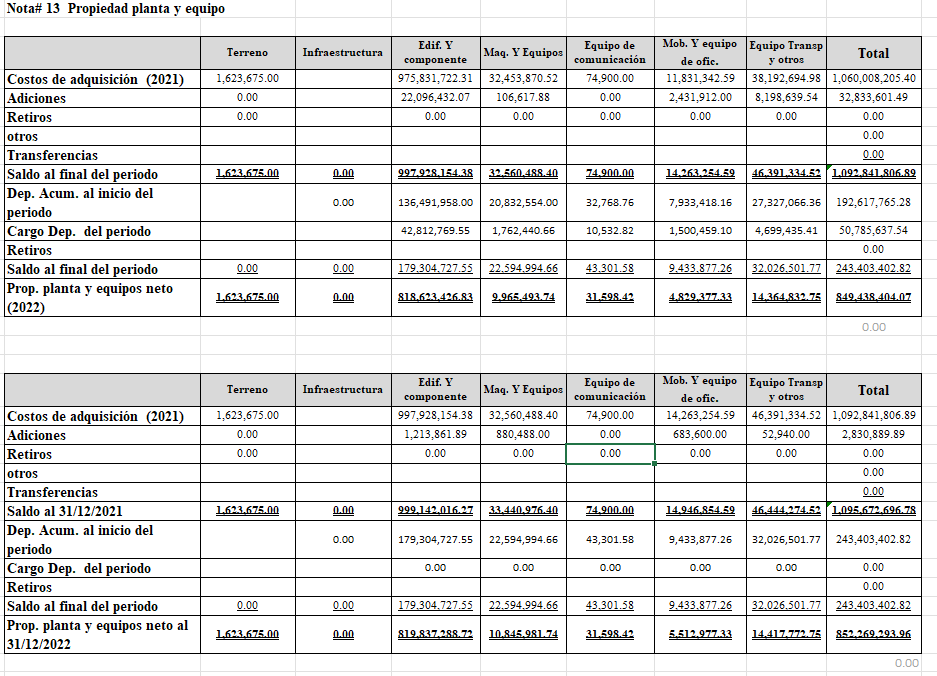 Nota# 13  Propiedad planta y equipo
Terreno Infraestructura Edif. Y componente Maq. Y Equipos Equipo de comunicación Mob. Y equipo de ofic. Equipo Transp y otros Total
Costos de adquisición (2021) 1,623,675.00 975,831,722.31 32,453,870.52 74,900.00 11,831,342.59 38,192,694.98 1,060,008,205.40
Adiciones 0.00 22,096,432.07 106,617.88 0.00 2,431,912.00 8,198,639.54 32,833,601.49
Retiros 0.00 0.00 0.00 0.00 0.00 0.00 0.00
otros 0.00
Transferencias 0.00
Saldo al final del periodo 1,623,675.00 0.00 997,928,154.38 32,560,488.40 74,900.00 14,263,254.59 46,391,334.52 1,092,841,806.89
Dep. Acum. al inicio del periodo 0.00 136,491,958.00 20,832,554.00 32,768.76 7,933,418.16 27,327,066.36 192,617,765.28
Cargo Dep. del periodo 42,812,769.55 1,762,440.66 10,532.82 1,500,459.10 4,699,435.41 50,785,637.54
Retiros 0.00
Saldo al final del periodo 0.00 0.00 179,304,727.55 22,594,994.66 43,301.58 9,433,877.26 32,026,501.77 243,403,402.82
Prop. planta y equipos neto (2022) 1,623,675.00 0.00 818,623,426.83 9,965,493.74 31,598.42 4,829,377.33 14,364,832.75 849,438,404.07
0.00
Terreno Infraestructura Edif. Y componente Maq. Y Equipos Equipo de comunicación Mob. Y equipo de ofic. Equipo Transp y otros Total
Costos de adquisición (2021) 1,623,675.00 997,928,154.38 32,560,488.40 74,900.00 14,263,254.59 46,391,334.52 1,092,841,806.89
Adiciones 0.00 1,213,861.89 880,488.00 0.00 683,600.00 52,940.00 2,830,889.89
Retiros 0.00 0.00 0.00 0.00 0.00 0.00 0.00
otros 0.00
Transferencias 0.00
Saldo al 31/12/2021 1,623,675.00 0.00 999,142,016.27 33,440,976.40 74,900.00 14,946,854.59 46,444,274.52 1,095,672,696.78
Dep. Acum. al inicio del periodo 0.00 179,304,727.55 22,594,994.66 43,301.58 9,433,877.26 32,026,501.77 243,403,402.82
Cargo Dep. del periodo 0.00 0.00 0.00 0.00 0.00 0.00
Retiros 0.00
Saldo al final del periodo 0.00 0.00 179,304,727.55 22,594,994.66 43,301.58 9,433,877.26 32,026,501.77 243,403,402.82
Prop. planta y equipos neto al 31/12/2022 1,623,675.00 0.00 819,837,288.72 10,845,981.74 31,598.42 5,512,977.33 14,417,772.75 852,269,293.96
0.00